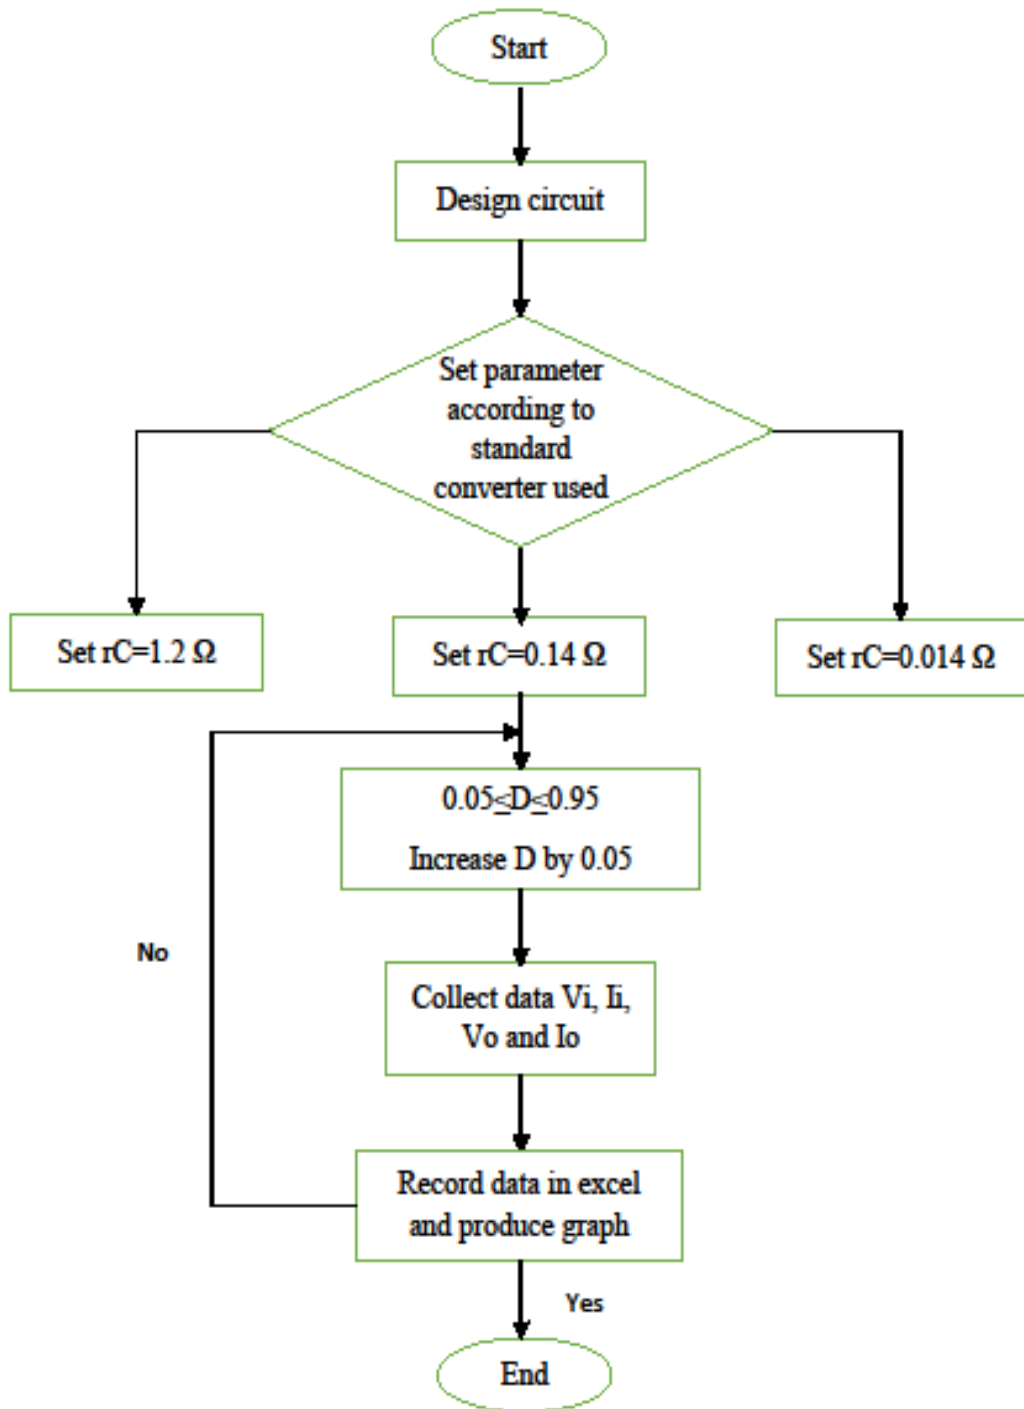 Start
Design circuit
Set parameter
according to
standard
converter used
Set rC=1.2 Ω
Set rC=0.14 Ω
Set rC=0.014 Ω
0.05≤D≤0.95
Increase D by 0.05
No
Collect data Vi, Ii,
Vo and Io
Record data in excel
and produce graph
Yes
End